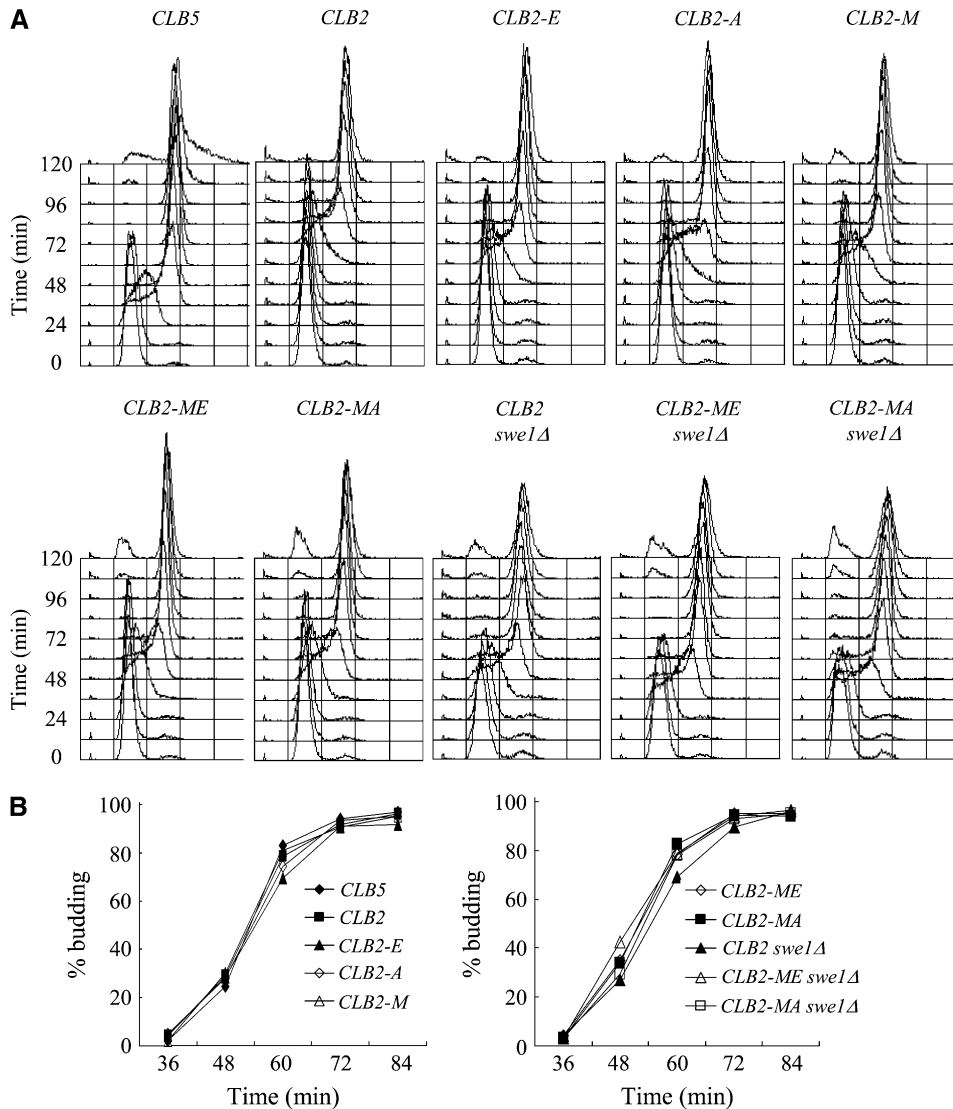 A
CLB5 CLB2 CLB2-E CLB2-A CLB2-M
Time (min)
120
96
72
48
24
0
CLB2-ME CLB2-MA CLB2 CLB2-ME CLB2-MA
swe1Δ swe1Δ swe1Δ
Time (min)
120
96
72
48
24
0
B
% budding
100
80
60
40
20
0
CLB5
CLB2
CLB2-E
CLB2-A
CLB2-M
36 48 60 72 84
Time (min)
% budding
100
80
60
40
20
0
CLB2-ME
CLB2-MA
CLB2 swe1Δ
CLB2-ME swe1Δ
CLB2-MA swe1Δ
36 48 60 72 84
Time (min)